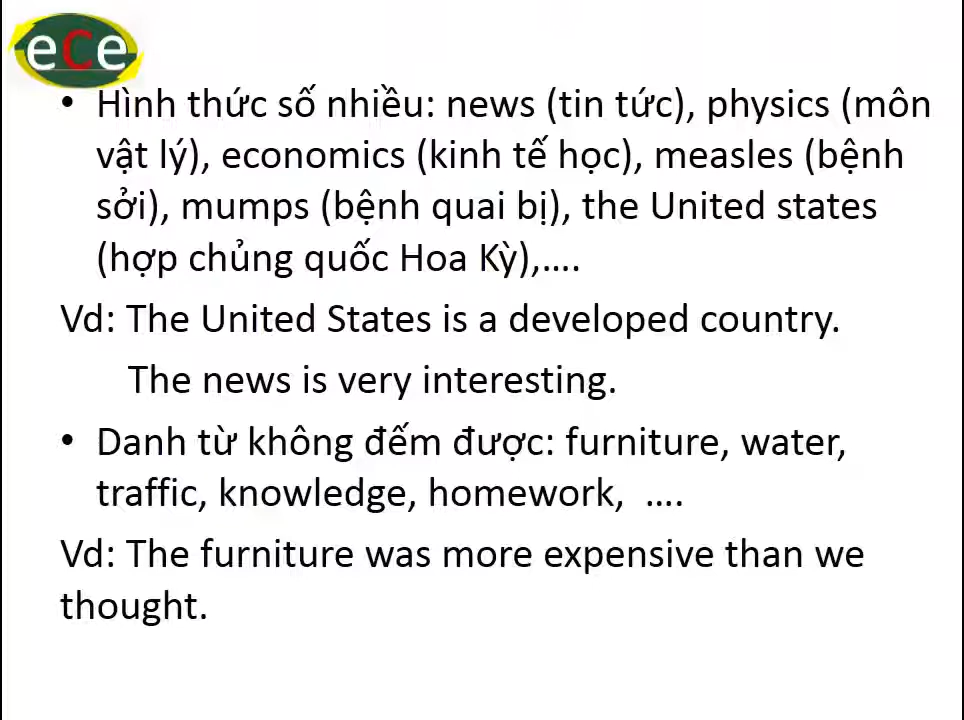 ece
• Hình thức số nhiều: news (tin tức), physics (môn
vật lý), economics (kinh tế học), measles (bệnh
sởi), mumps (bệnh quai bị), the United states
(hợp chủng quốc Hoa Kỳ),….
Vd: The United States is a developed country.
The news is very interesting.
• Danh từ không đếm được: furniture, water,
traffic, knowledge, homework, ….
Vd: The furniture was more expensive than we
thought.